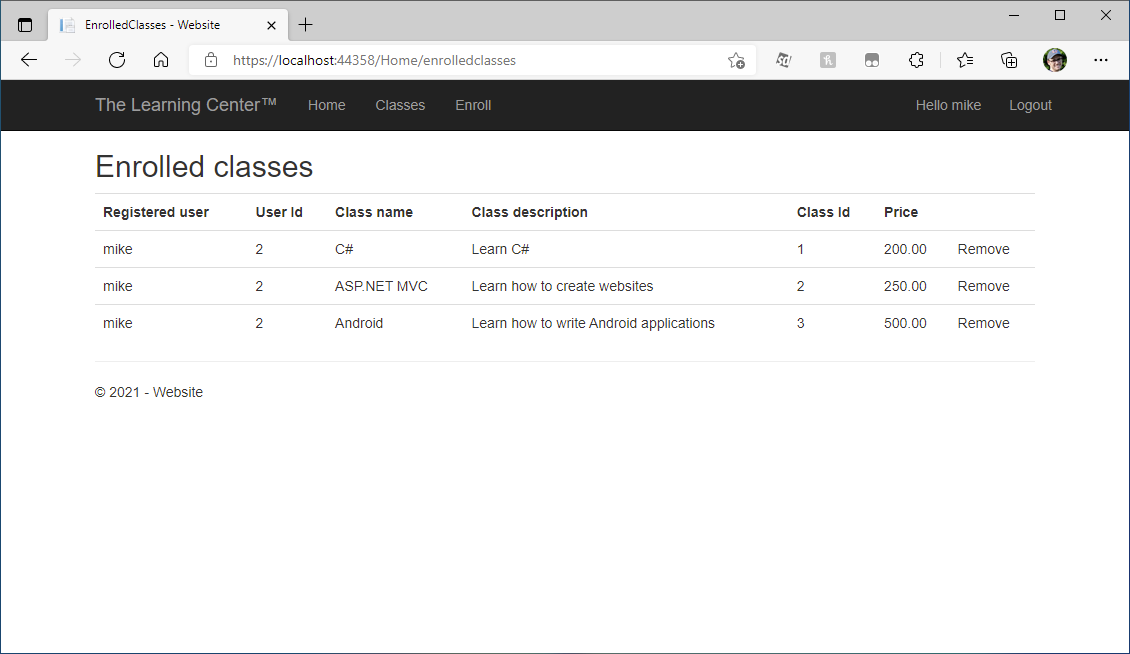 EnrolledClasses - Website
https://localhost:44358/Home/enrolledclasses
The Learning Center™ Home Classes Enroll Hello mike Logout
Enrolled classes
Registered user User Id Class name Class description Class Id Price
mike 2 C# Learn C# 1 200.00 Remove
mike 2 ASP.NET MVC Learn how to create websites 2 250.00 Remove
mike 2 Android Learn how to write Android applications 3 500.00 Remove
© 2021 - Website